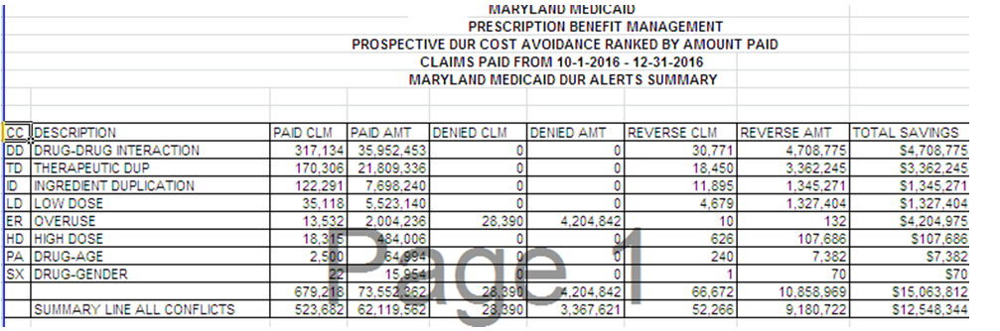 MARYLAND MEDICAID
PRESCRIPTION BENEFIT MANAGEMENT
PROSPECTIVE DUR COST AVOIDANCE RANKED BY AMOUNT PAID
CLAIMS PAID FROM 10-1-2016 - 12-31-2016
MARYLAND MEDICAID DUR ALERTS SUMMARY
CC DESCRIPTION PAID CLM PAID AMT DENIED CLM DENIED AMT REVERSE CLM REVERSE AMT TOTAL SAVINGS
DD DRUG-DRUG INTERACTION 317,134 35,952,453 0 0 30,771 4,708,775 $4,708,775
TD THERAPEUTIC DUP 170,306 21,809,336 0 0 18,450 3,362,245 $3,362,245
ID INGREDIENT DUPLICATION 122,291 7,698,240 0 0 11,895 1,345,271 $1,345,271
LD LOW DOSE 35,118 5,523,140 0 0 4,679 1,327,404 $1,327,404
ER OVERUSE 13,532 2,004,236 28,390 4,204,842 10 132 $4,204,975
HD HIGH DOSE 18,315 484,006 0 0 626 107,686 $107,686
PA DRUG-AGE 2,500 64,994 0 0 240 7,382 $7,382
SX DRUG-GENDER 22 15,954 0 0 1 70 $70
679,218 73,552,362 28,390 4,204,842 66,672 10,858,969 $15,063,812
SUMMARY LINE ALL CONFLICTS 523,682 62,119,562 28,390 3,367,621 52,266 9,180,722 $12,548,344
Page 1